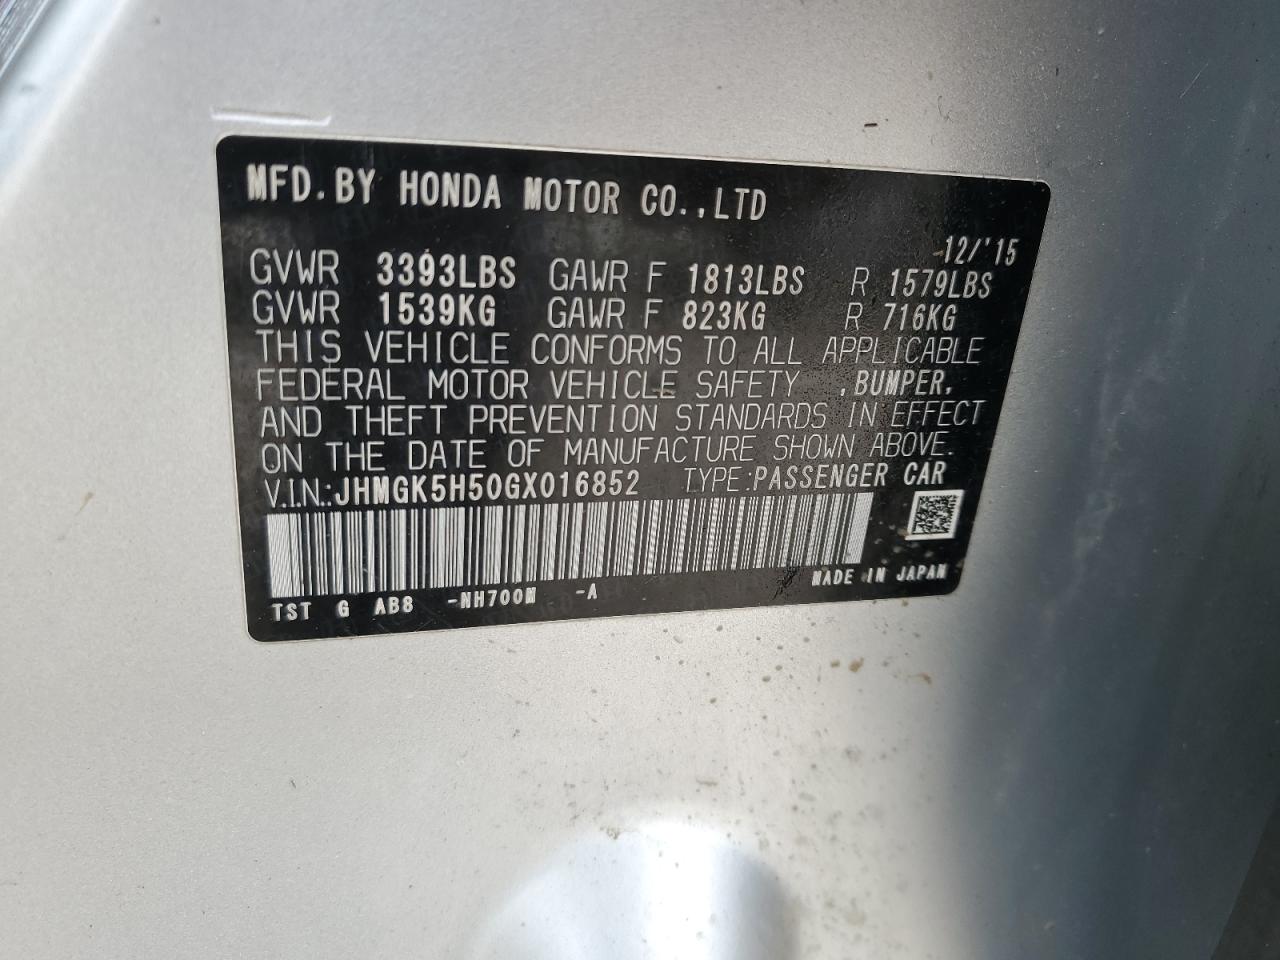 MFD.BY HONDA MOTOR CO.,LTD
12/'15
GVWR 3393LBS GAWR F 1813LBS R 1579LBS
GVWR 1539KG GAWR F 823KG R 716KG
THIS VEHICLE CONFORMS TO ALL APPLICABLE
FEDERAL MOTOR VEHICLE SAFETY ,BUMPER,
AND THEFT PREVENTION STANDARDS IN EFFECT
ON THE DATE OF MANUFACTURE SHOWN ABOVE.
V.I.N.:JHMGK5H50GX016852 TYPE:PASSENGER CAR
MADE IN JAPAN
TST G AB8 -NH700M -A